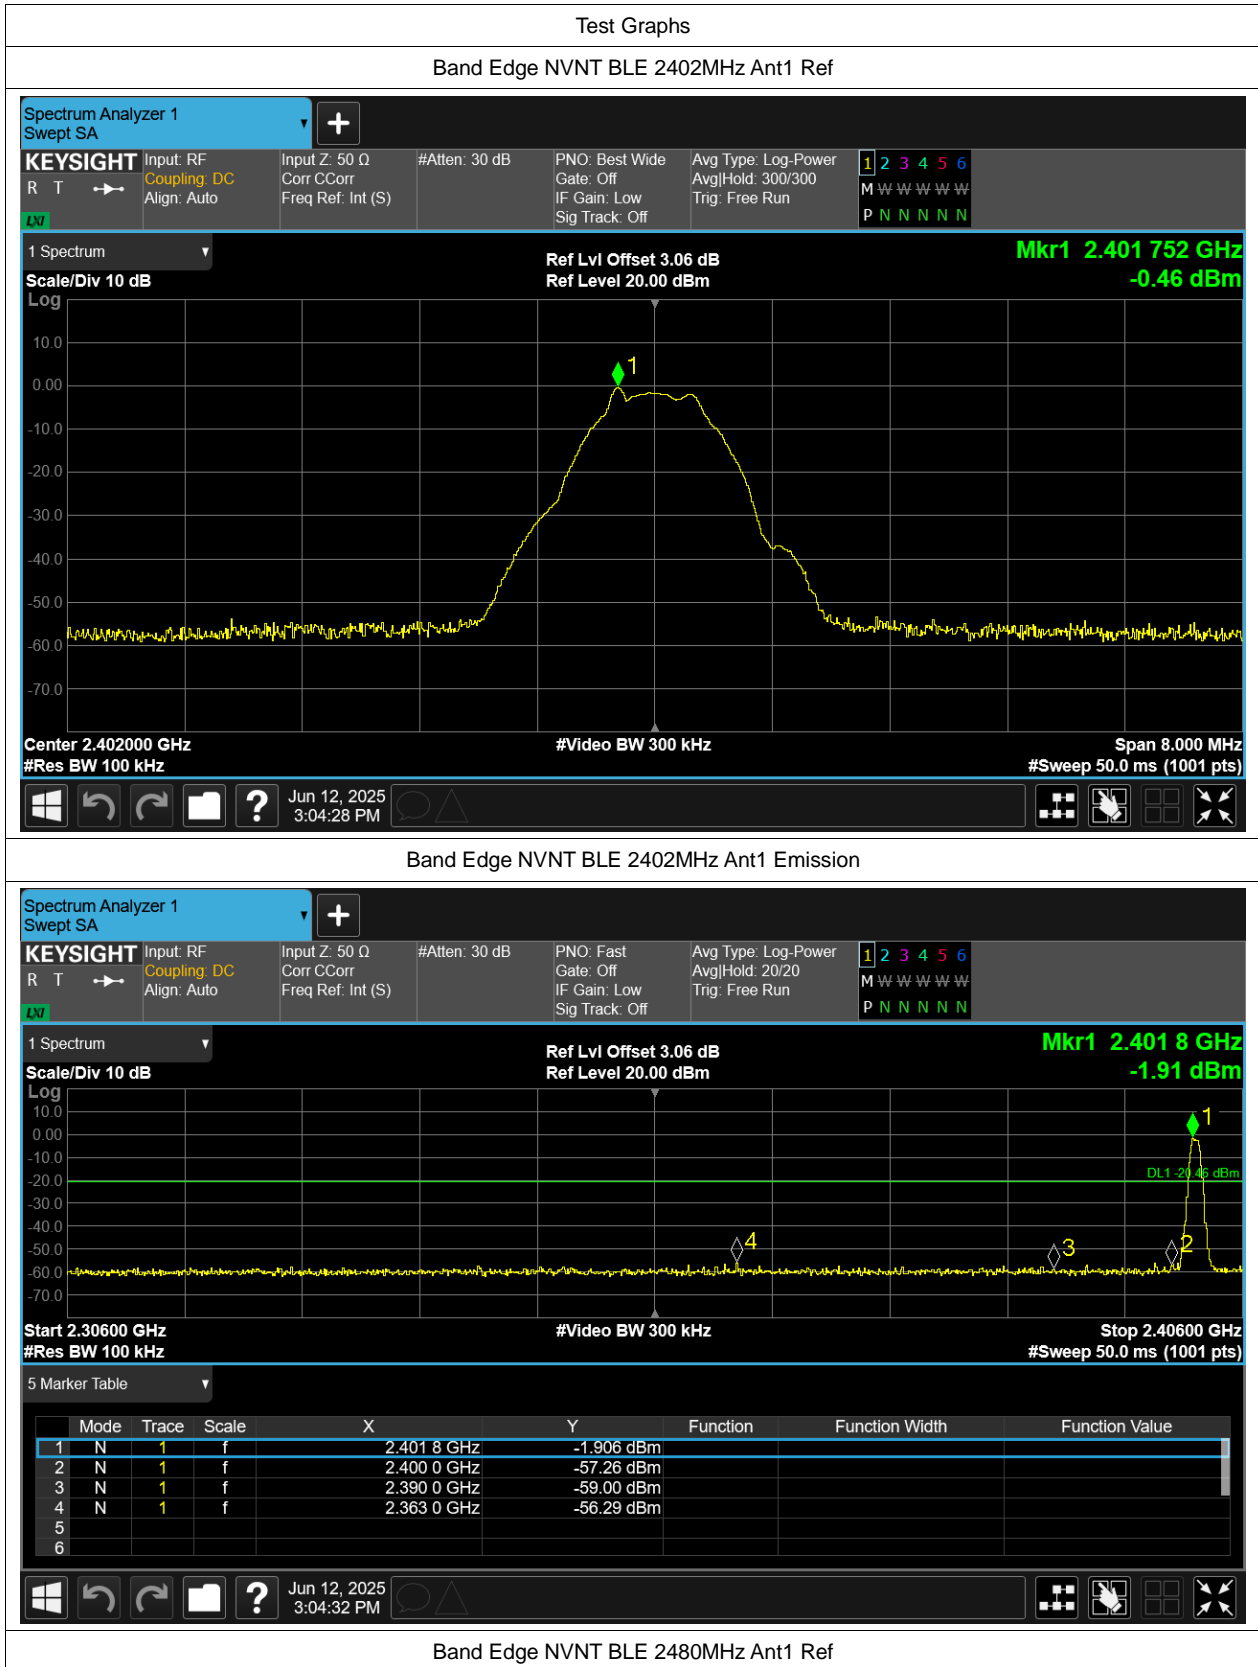 Test Graphs
Band Edge NVNT BLE 2402MHz Ant1 Ref
Spectrum Analyzer 1
Swept SA
KEYSIGHT Input: RF Input Z: 50 Ω #Atten: 30 dB PNO: Best Wide Avg Type: Log-Power 1 2 3 4 5 6
R T Coupling: DC Corr CCorr Gate: Off Avg|Hold: 300/300 M W W W W W
Align: Auto Freq Ref: Int (S) IF Gain: Low Trig: Free Run
LXI Sig Track: Off P N N N N N
1 Spectrum Ref Lvl Offset 3.06 dB Mkr1 2.401 752 GHz
Scale/Div 10 dB Ref Level 20.00 dBm -0.46 dBm
Log
10.0
1
0.00
-10.0
-20.0
-30.0
-40.0
-50.0
-60.0
-70.0
Center 2.402000 GHz #Video BW 300 kHz Span 8.000 MHz
#Res BW 100 kHz #Sweep 50.0 ms (1001 pts)
? Jun 12, 2025
3:04:28 PM
Band Edge NVNT BLE 2402MHz Ant1 Emission
Spectrum Analyzer 1
Swept SA
KEYSIGHT Input: RF Input Z: 50 Ω #Atten: 30 dB PNO: Fast Avg Type: Log-Power 1 2 3 4 5 6
R T Coupling: DC Corr CCorr Gate: Off Avg|Hold: 20/20 M W W W W W
Align: Auto Freq Ref: Int (S) IF Gain: Low Trig: Free Run
LXI Sig Track: Off P N N N N N
1 Spectrum Ref Lvl Offset 3.06 dB Mkr1 2.401 8 GHz
Scale/Div 10 dB Ref Level 20.00 dBm -1.91 dBm
Log
10.0 1
0.00
-10.0
-20.0 DL1 -20.46 dBm
-30.0
-40.0
-50.0 4 3 2
-60.0
-70.0
Start 2.30600 GHz #Video BW 300 kHz Stop 2.40600 GHz
#Res BW 100 kHz #Sweep 50.0 ms (1001 pts)
5 Marker Table
Mode Trace Scale X Y Function Function Width Function Value
1 N 1 f 2.401 8 GHz -1.906 dBm
2 N 1 f 2.400 0 GHz -57.26 dBm
3 N 1 f 2.390 0 GHz -59.00 dBm
4 N 1 f 2.363 0 GHz -56.29 dBm
5
6
? Jun 12, 2025
3:04:32 PM
Band Edge NVNT BLE 2480MHz Ant1 Ref